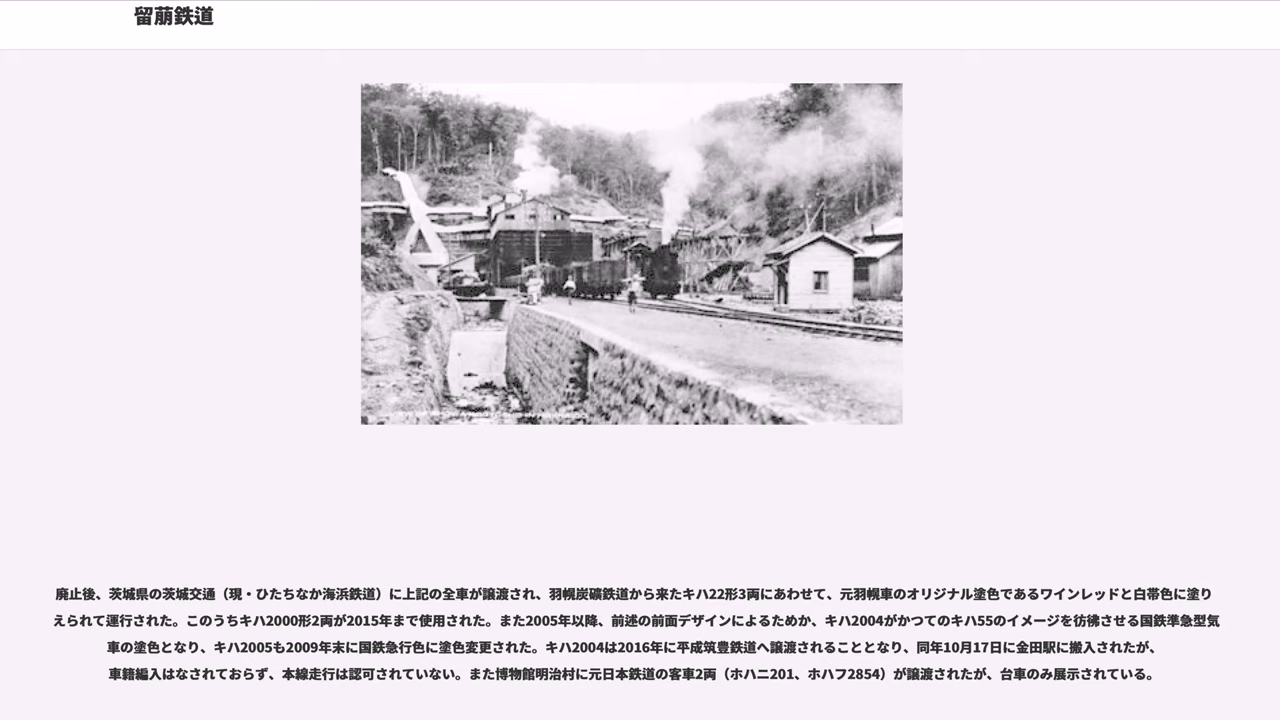 留萠鉄道
廃止後、茨城県の茨城交通（現・ひたちなか海浜鉄道）に上記の全車が譲渡され、羽幌炭礦鉄道から来たキハ22形3両にあわせて、元羽幌車のオリジナル塗色であるワインレッドと白帯色に塗り
えられて運行された。このうちキハ2000形2両が2015年まで使用された。また2005年以降、前述の前面デザインによるためか、キハ2004がかつてのキハ55のイメージを彷彿させる国鉄準急型気
車の塗色となり、キハ2005も2009年末に国鉄急行色に塗色変更された。キハ2004は2016年に平成筑豊鉄道へ譲渡されることとなり、同年10月17日に金田駅に搬入されたが、
車籍編入はなされておらず、本線走行は認可されていない。また博物館明治村に元日本鉄道の客車2両（ホハニ201、ホハフ2854）が譲渡されたが、台車のみ展示されている。